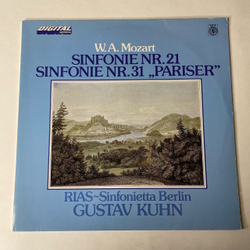 DIGITAL
W.A. Mozart
SINFONIE NR. 21
SINFONIE NR. 31 „PARISER”
RIAS-Sinfonietta Berlin
GUSTAV KUHN